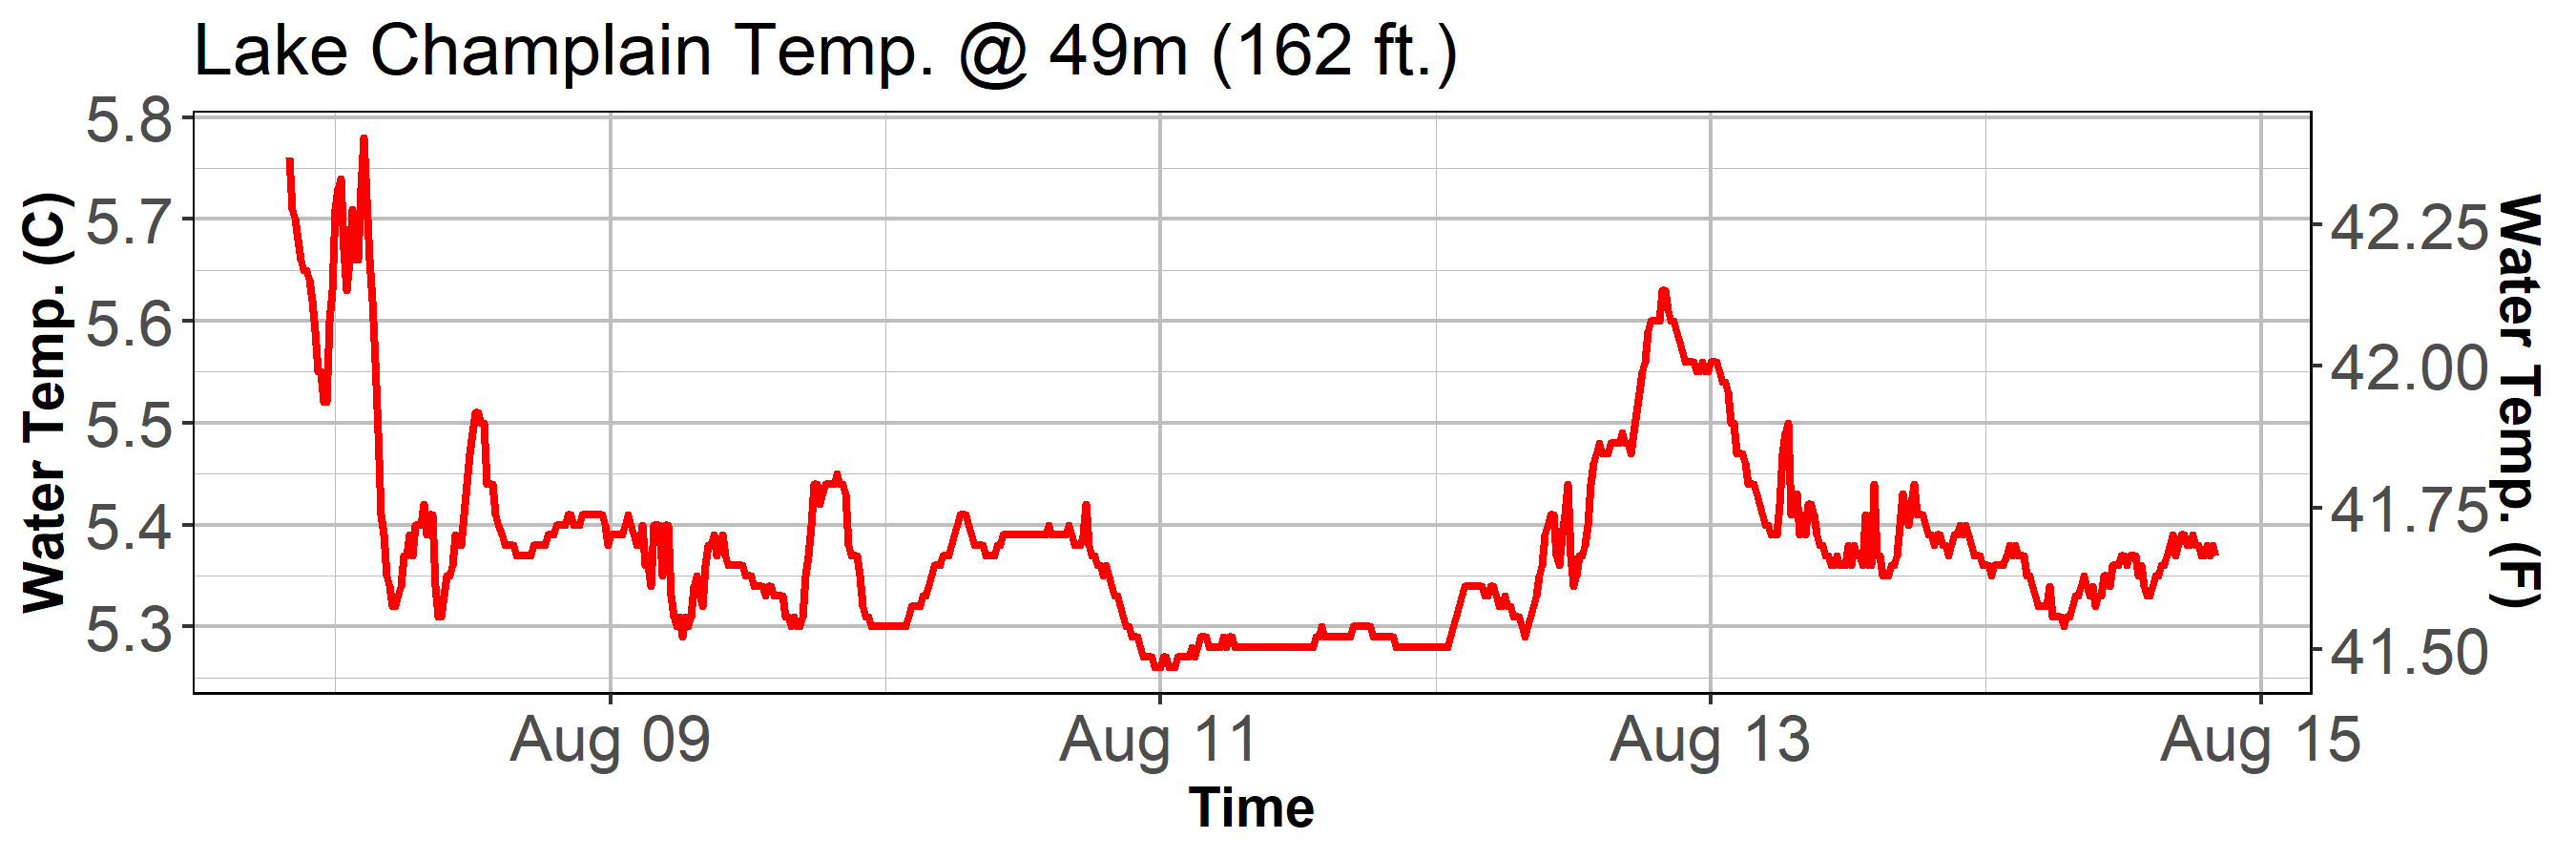 Lake Champlain Temp. @ 49m (162 ft.)
Water Temp. (C)
5.8
5.7
5.6
5.5
5.4
5.3
42.25
42.00
41.75
41.50
Water Temp. (F)
Aug 09
Aug 11
Aug 13
Aug 15
Time